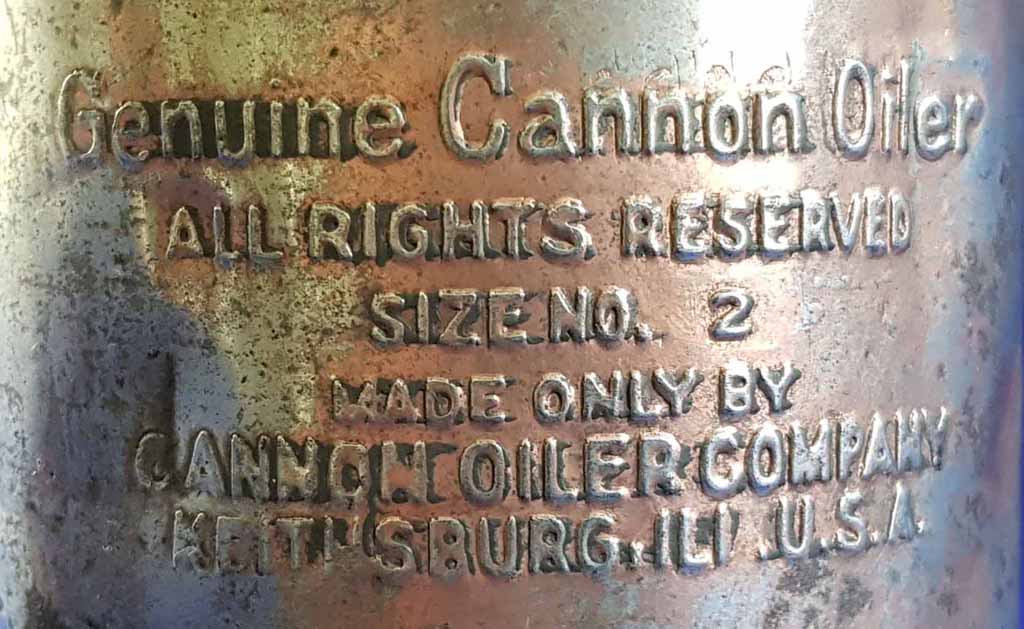 Genuine Cannon Oiler
ALL RIGHTS RESERVED
SIZE NO. 2
MADE ONLY BY
CANNON OILER COMPANY
KEITHSBURG. ILL. U.S.A.